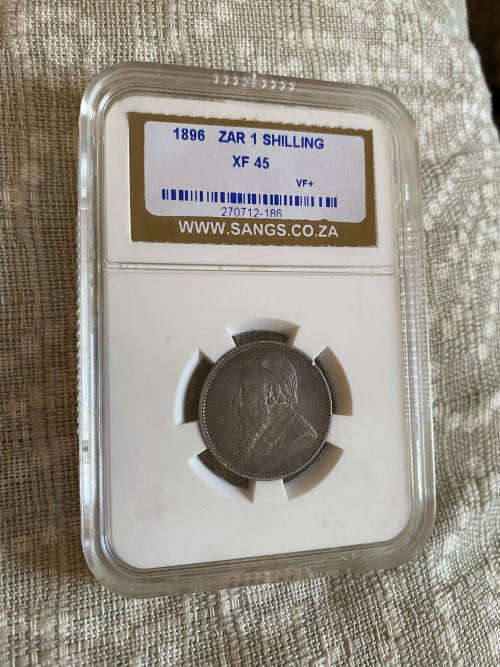 1896 ZAR 1 SHILLING
XF 45
VF+
270712-186
WWW.SANGS.CO.ZA